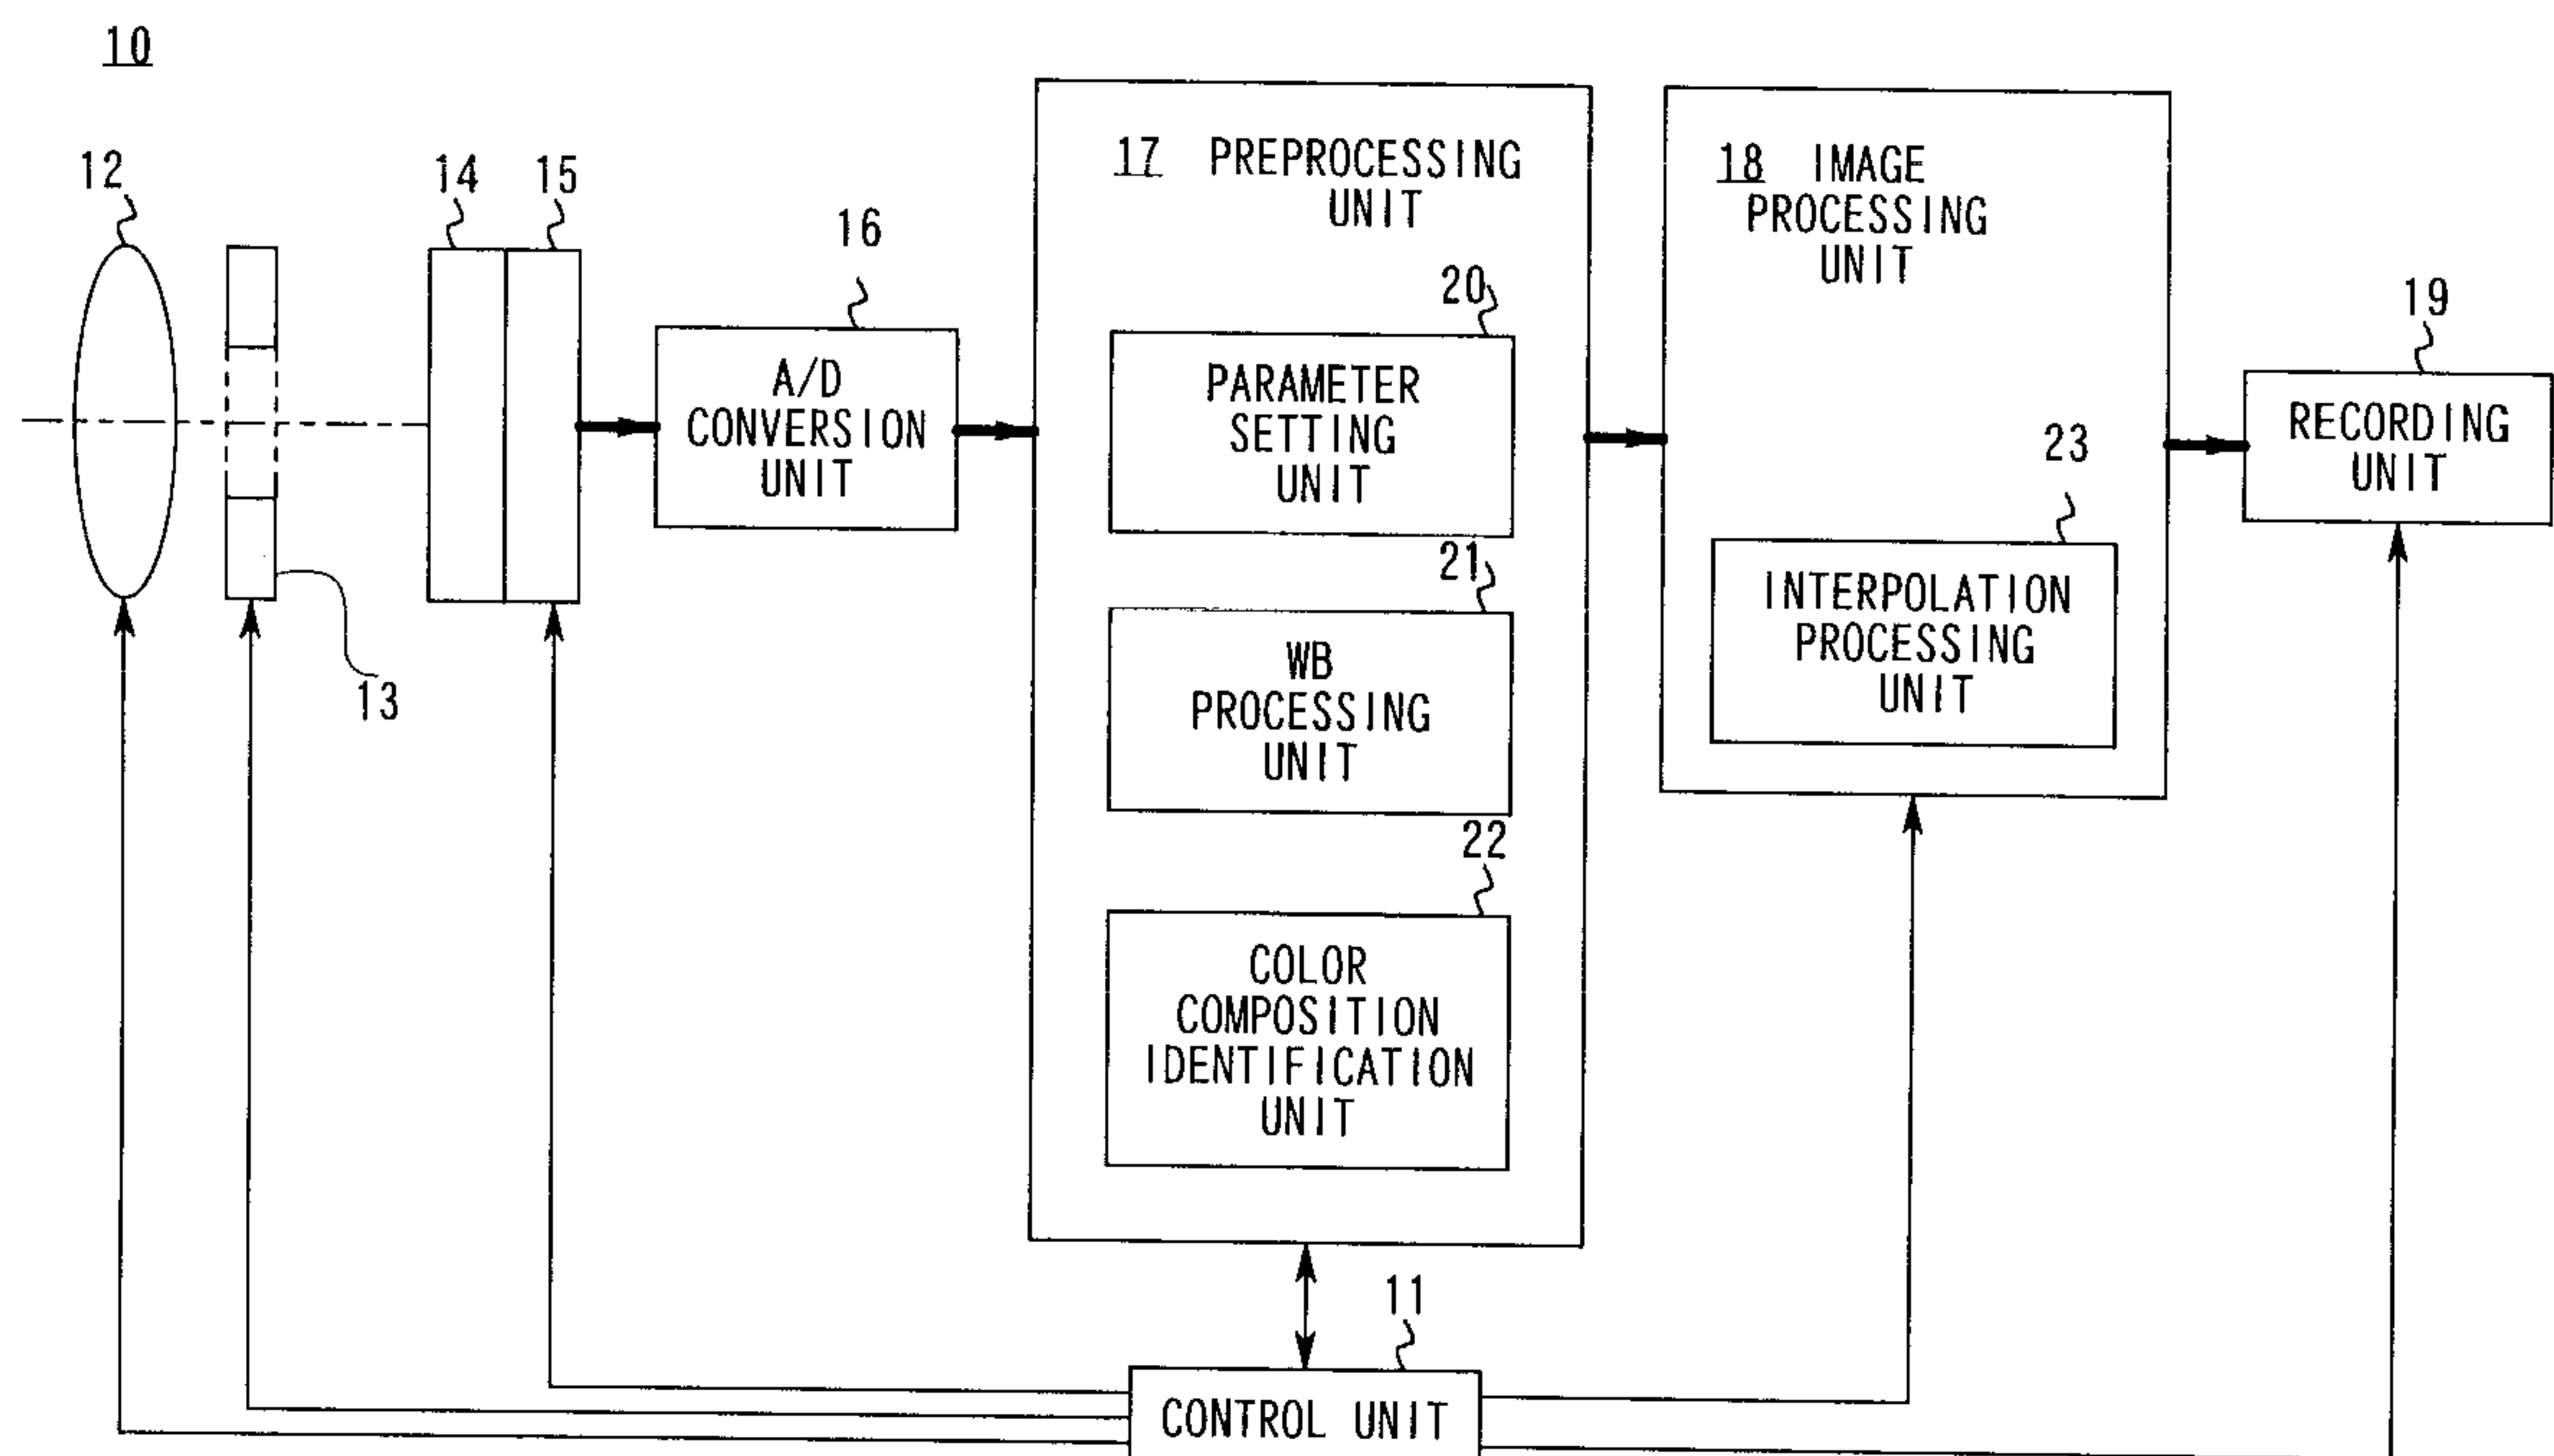 10
12
14
15
16
13
A/D
CONVERSION
UNIT
17 PREPROCESSING
UNIT
20
PARAMETER
SETTING
UNIT
21
WB
PROCESSING
UNIT
22
COLOR
COMPOSITION
IDENTIFICATION
UNIT
18 IMAGE
PROCESSING
UNIT
23
INTERPOLATION
PROCESSING
UNIT
19
RECORDING
UNIT
11
CONTROL UNIT